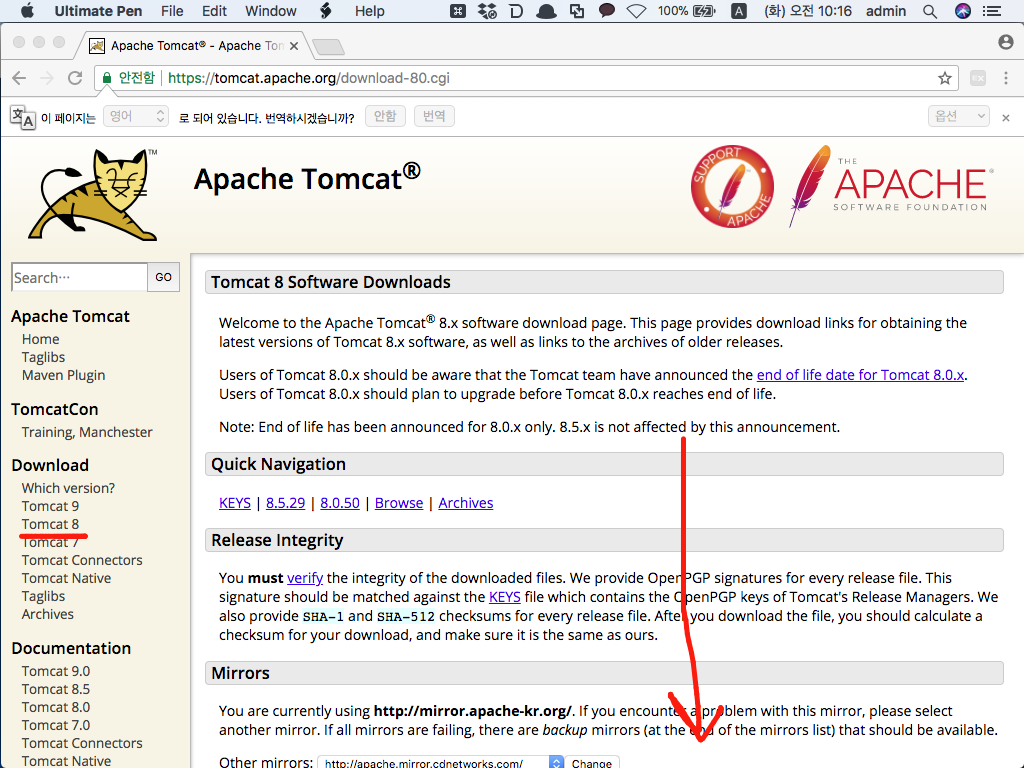 Ultimate Pen File Edit Window Help 100% A (화) 오전 10:16 admin
Apache Tomcat® - Apache Tom
안전함 https://tomcat.apache.org/download-80.cgi
이 페이지는 영어 로 되어 있습니다. 번역하시겠습니까? 안함 번역 옵션
Apache Tomcat®
TM
SUPPORT APACHE
THE
APACHE®
SOFTWARE FOUNDATION
Search… GO
Apache Tomcat
Home
Taglibs
Maven Plugin
TomcatCon
Training, Manchester
Download
Which version?
Tomcat 9
Tomcat 8
Tomcat 7
Tomcat Connectors
Tomcat Native
Taglibs
Archives
Documentation
Tomcat 9.0
Tomcat 8.5
Tomcat 8.0
Tomcat 7.0
Tomcat Connectors
Tomcat Native
Tomcat 8 Software Downloads
Welcome to the Apache Tomcat® 8.x software download page. This page provides download links for obtaining the
latest versions of Tomcat 8.x software, as well as links to the archives of older releases.
Users of Tomcat 8.0.x should be aware that the Tomcat team have announced the end of life date for Tomcat 8.0.x.
Users of Tomcat 8.0.x should plan to upgrade before Tomcat 8.0.x reaches end of life.
Note: End of life has been announced for 8.0.x only. 8.5.x is not affected by this announcement.
Quick Navigation
KEYS | 8.5.29 | 8.0.50 | Browse | Archives
Release Integrity
You must verify the integrity of the downloaded files. We provide OpenPGP signatures for every release file. This
signature should be matched against the KEYS file which contains the OpenPGP keys of Tomcat's Release Managers. We
also provide SHA-1 and SHA-512 checksums for every release file. After you download the file, you should calculate a
checksum for your download, and make sure it is the same as ours.
Mirrors
You are currently using http://mirror.apache-kr.org/. If you encounter a problem with this mirror, please select
another mirror. If all mirrors are failing, there are backup mirrors (at the end of the mirrors list) that should be available.
Other mirrors: http://apache.mirror.cdnetworks.com/ Change